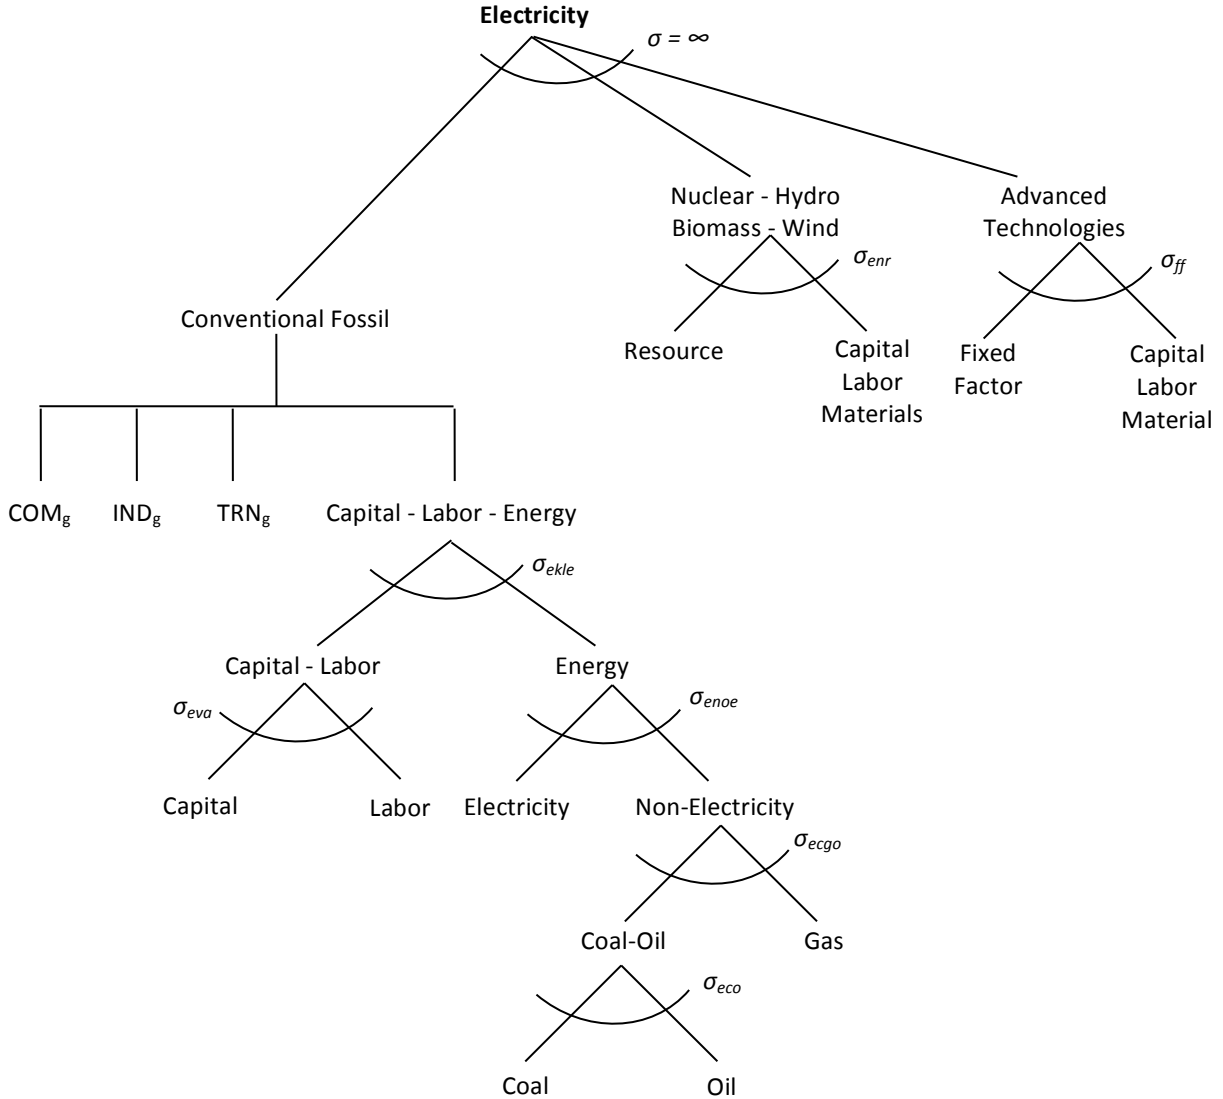 Electricity
σ = ∞
Nuclear - Hydro
Biomass - Wind
Advanced
Technologies
σenr
σff
Conventional Fossil
Resource
Capital
Labor
Materials
Fixed
Factor
Capital
Labor
Material
COMg
INDg
TRNg
Capital - Labor - Energy
σekle
Capital - Labor
Energy
σeva
σenoe
Capital
Labor
Electricity
Non-Electricity
σecgo
Coal-Oil
Gas
σeco
Coal
Oil